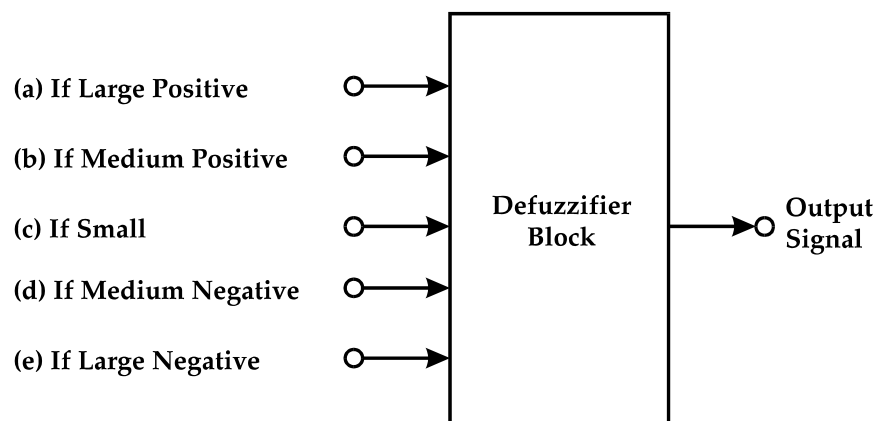 (a) If Large Positive
(b) If Medium Positive
(c) If Small
(d) If Medium Negative
(e) If Large Negative
Defuzzifier
Block
Output
Signal